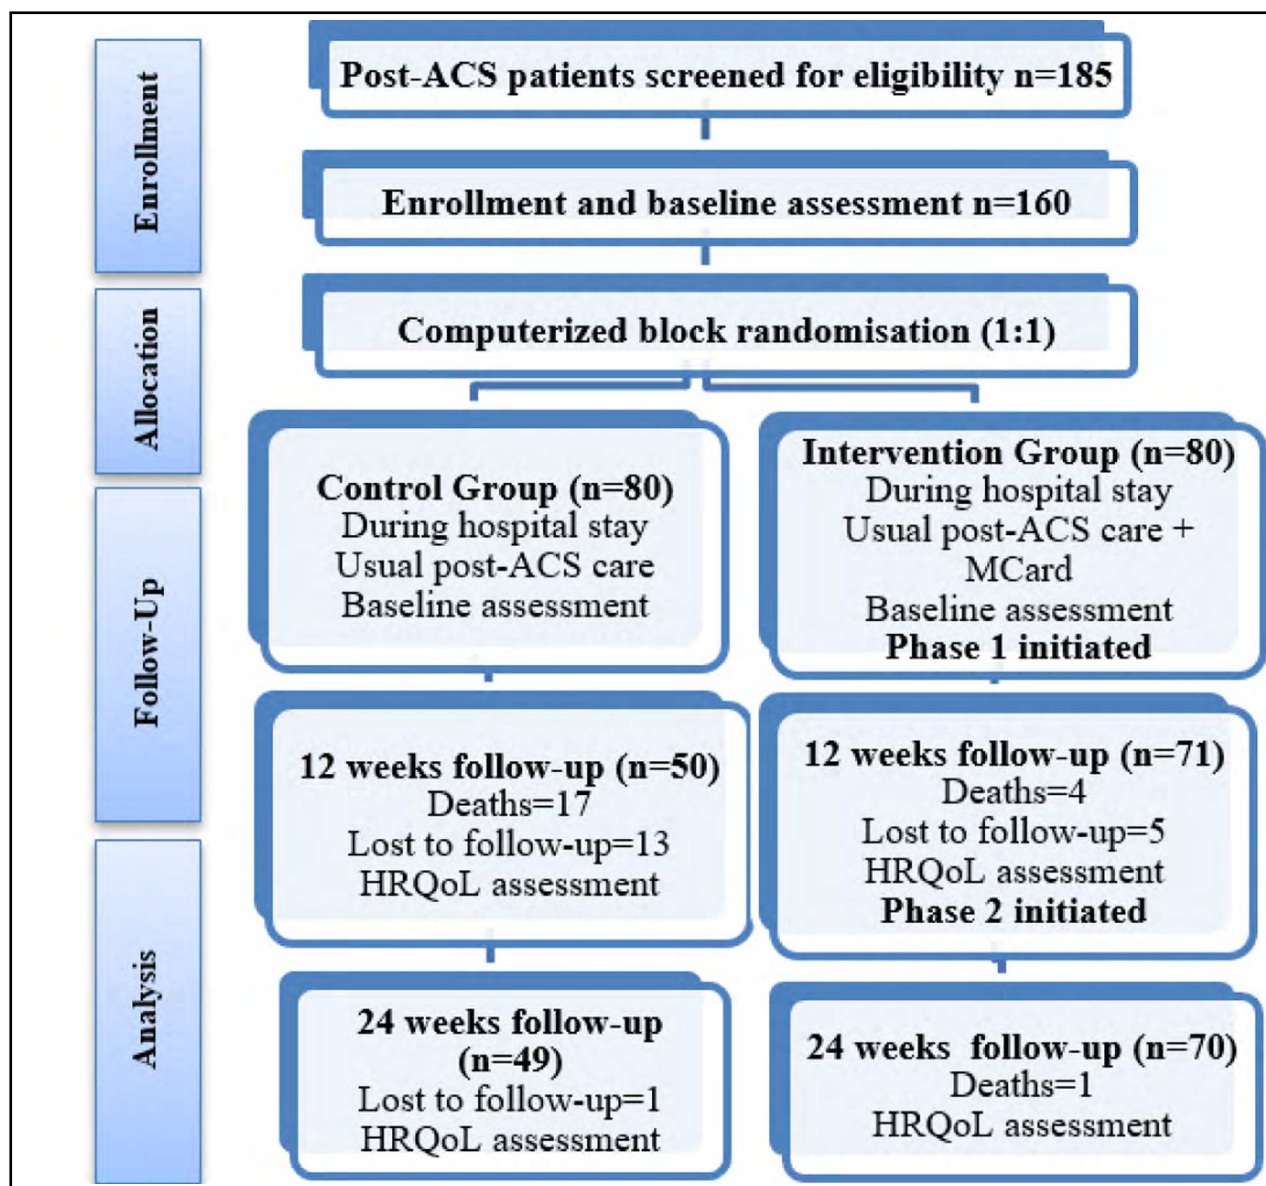 Enrollment
Post-ACS patients screened for eligibility n=185
Enrollment and baseline assessment n=160
Allocation
Computerized block randomisation (1:1)
Follow-Up
Control Group (n=80)
During hospital stay
Usual post-ACS care
Baseline assessment
Intervention Group (n=80)
During hospital stay
Usual post-ACS care +
MCard
Baseline assessment
Phase 1 initiated
12 weeks follow-up (n=50)
Deaths=17
Lost to follow-up=13
HRQoL assessment
12 weeks follow-up (n=71)
Deaths=4
Lost to follow-up=5
HRQoL assessment
Phase 2 initiated
Analysis
24 weeks follow-up
(n=49)
Lost to follow-up=1
HRQoL assessment
24 weeks  follow-up (n=70)
Deaths=1
HRQoL assessment